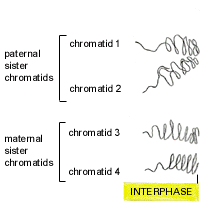 chromatid 1
paternal
sister
chromatids
chromatid 2
chromatid 3
maternal
sister
chromatids
chromatid 4
INTERPHASE